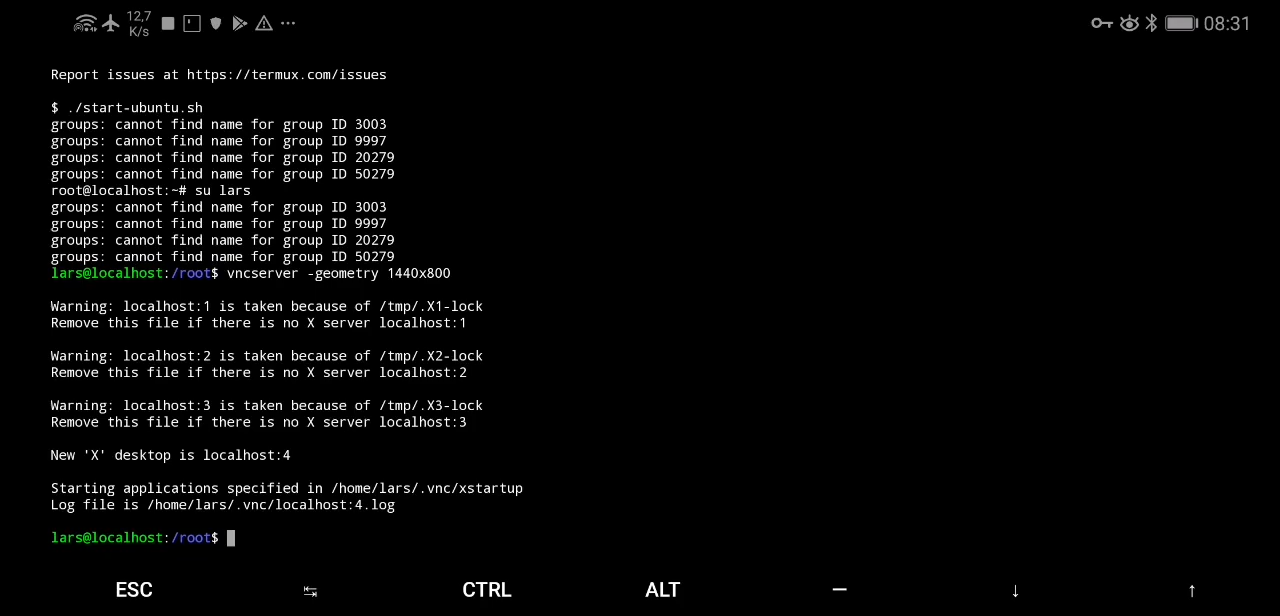 12,7
K/s
08:31
Report issues at https://termux.com/issues
$ ./start-ubuntu.sh
groups: cannot find name for group ID 3003
groups: cannot find name for group ID 9997
groups: cannot find name for group ID 20279
groups: cannot find name for group ID 50279
root@localhost:~# su lars
groups: cannot find name for group ID 3003
groups: cannot find name for group ID 9997
groups: cannot find name for group ID 20279
groups: cannot find name for group ID 50279
lars@localhost:/root$ vncserver -geometry 1440x800
Warning: localhost:1 is taken because of /tmp/.X1-lock
Remove this file if there is no X server localhost:1
Warning: localhost:2 is taken because of /tmp/.X2-lock
Remove this file if there is no X server localhost:2
Warning: localhost:3 is taken because of /tmp/.X3-lock
Remove this file if there is no X server localhost:3
New 'X' desktop is localhost:4
Starting applications specified in /home/lars/.vnc/xstartup
Log file is /home/lars/.vnc/localhost:4.log
lars@localhost:/root$
ESC ↹ CTRL ALT — ↓ ↑